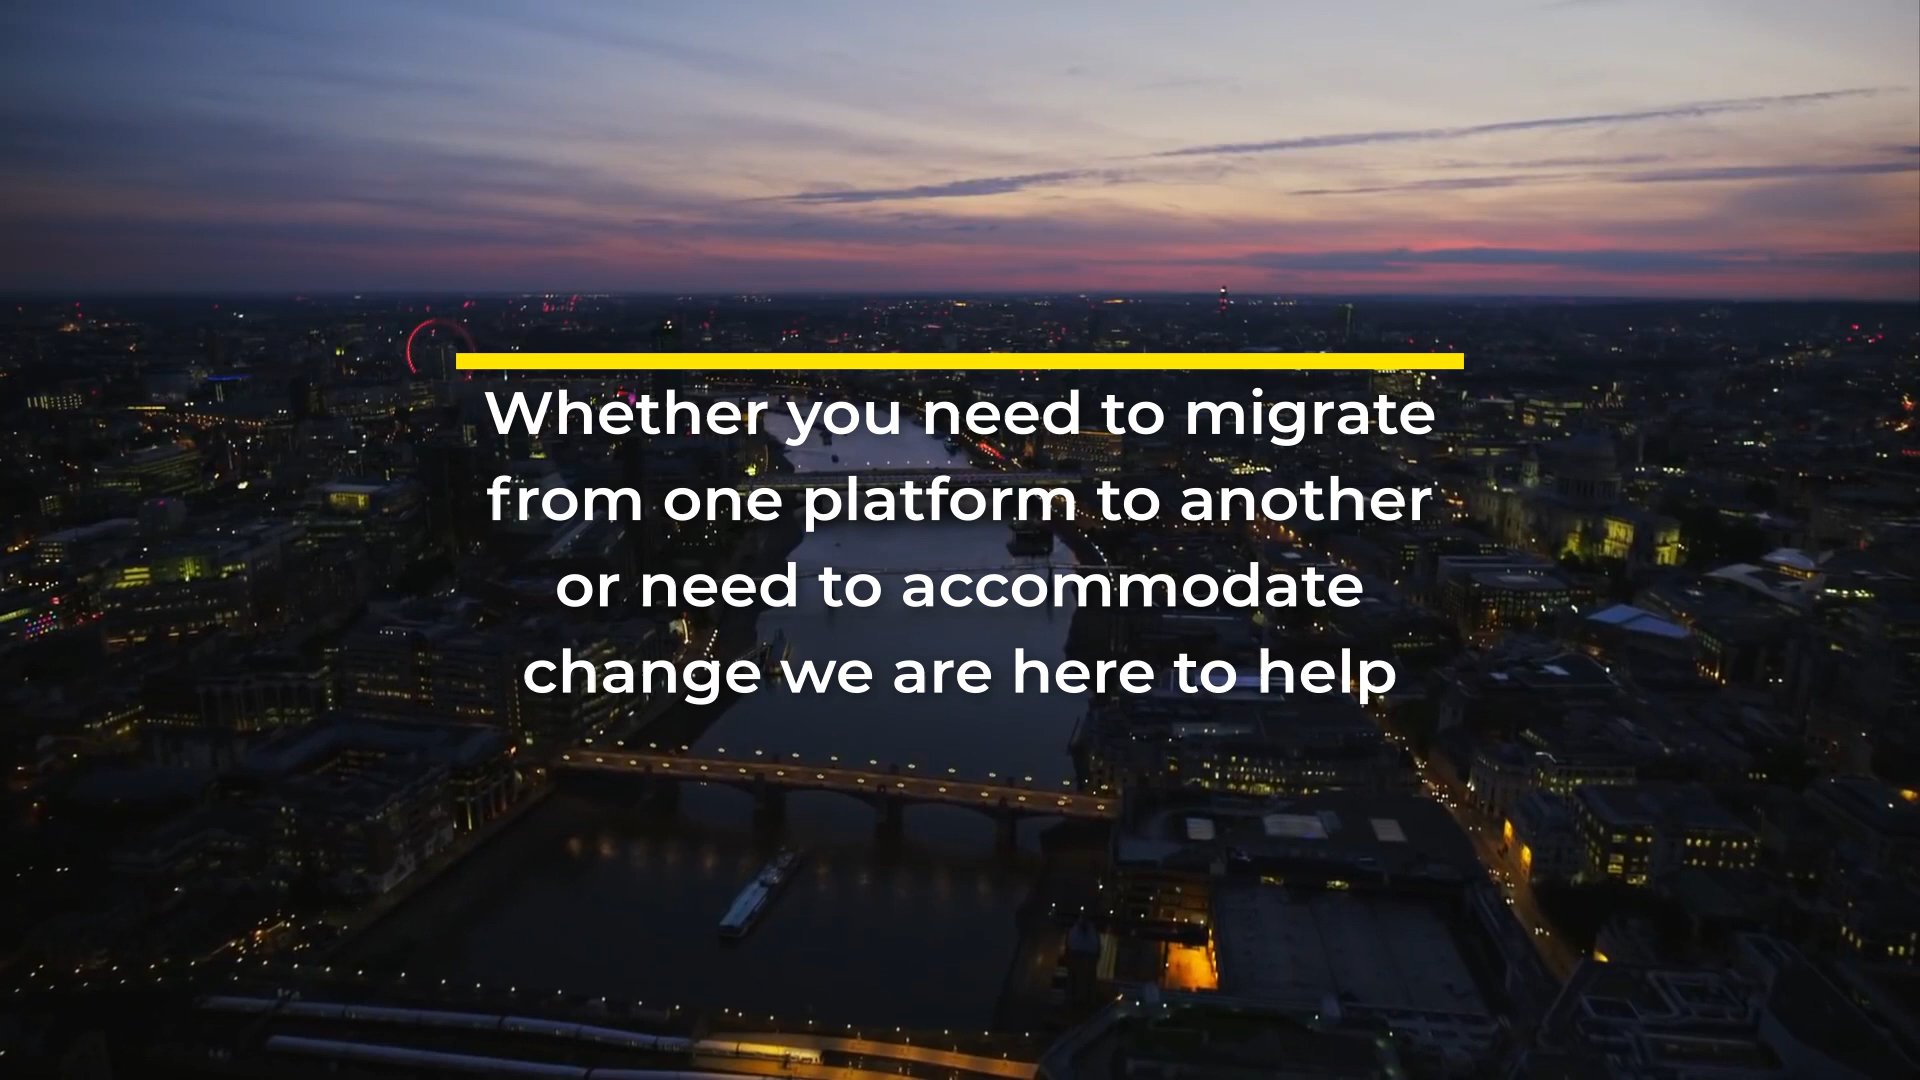 Whether you need to migrate
from one platform to another
or need to accommodate
change we are here to help